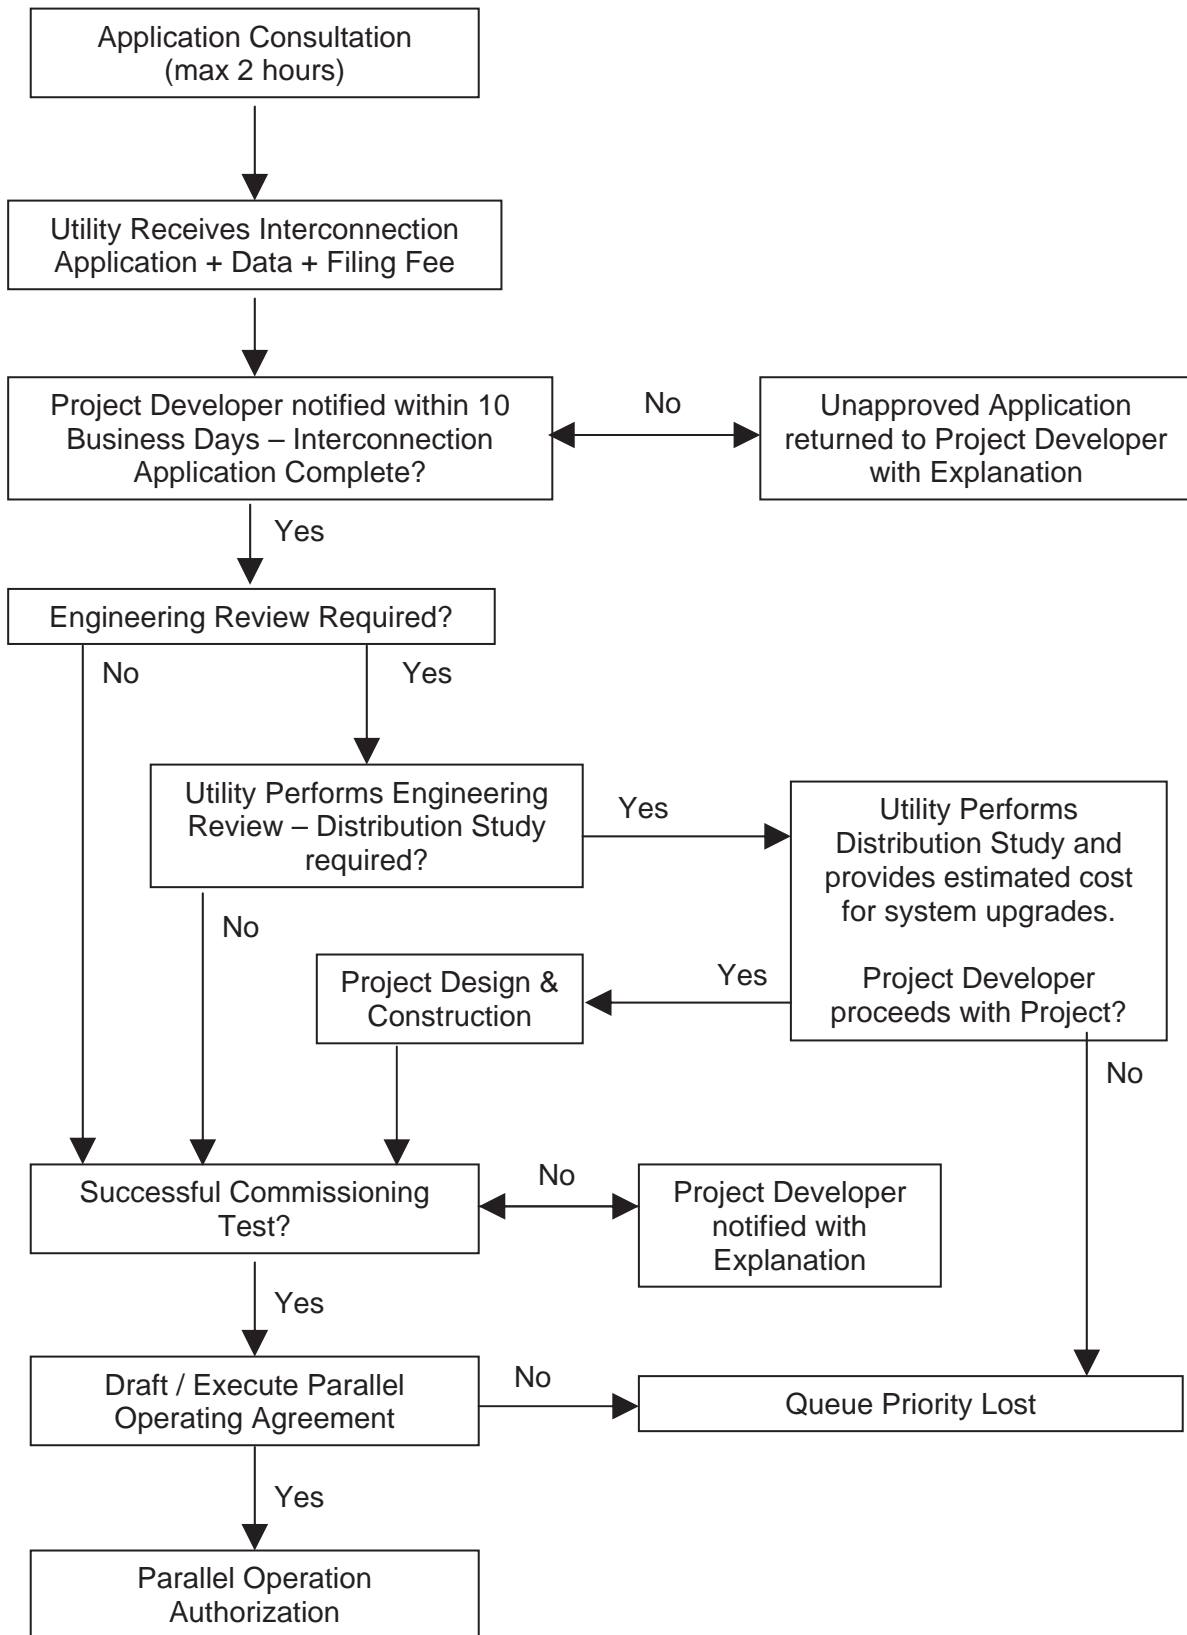 Application Consultation
(max 2 hours)
Utility Receives Interconnection
Application + Data + Filing Fee
Project Developer notified within 10
Business Days – Interconnection
Application Complete?
No
Unapproved Application
returned to Project Developer
with Explanation
Yes
Engineering Review Required?
No
Yes
Utility Performs Engineering
Review – Distribution Study
required?
Yes
Utility Performs
Distribution Study and
provides estimated cost
for system upgrades.
Project Developer
proceeds with Project?
No
Yes
Project Design &
Construction
No
Successful Commissioning
Test?
No
Project Developer
notified with
Explanation
Yes
Draft / Execute Parallel
Operating Agreement
No
Queue Priority Lost
Yes
Parallel Operation
Authorization